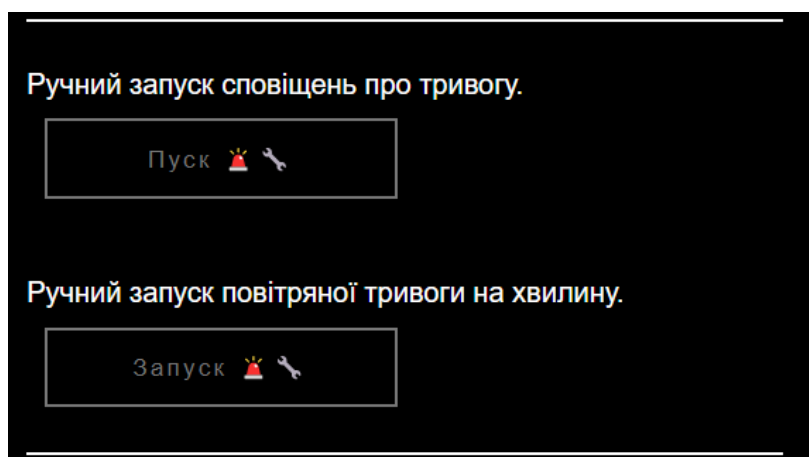 Ручний запуск сповіщень про тривогу.
Пуск 🚨 🔧
Ручний запуск повітряної тривоги на хвилину.
Запуск 🚨 🔧